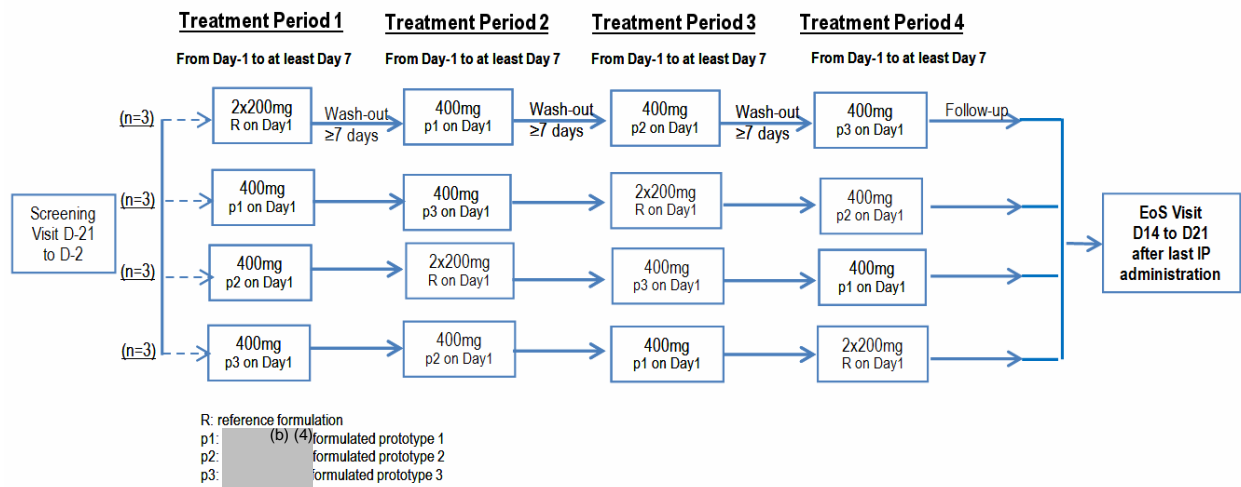 Treatment Period 1 Treatment Period 2 Treatment Period 3 Treatment Period 4
From Day-1 to at least Day 7 From Day-1 to at least Day 7 From Day-1 to at least Day 7 From Day-1 to at least Day 7
(n=3)
2x200mg
R on Day1
Wash-out
≥7 days
400mg
p1 on Day1
Wash-out
≥7 days
400mg
p2 on Day1
Wash-out
≥7 days
400mg
p3 on Day1
Follow-up
(n=3)
400mg
p1 on Day1
400mg
p3 on Day1
2x200mg
R on Day1
400mg
p2 on Day1
Screening
Visit D-21
to D-2
EoS Visit
D14 to D21
after last IP
administration
(n=3)
400mg
p2 on Day1
2x200mg
R on Day1
400mg
p3 on Day1
400mg
p1 on Day1
(n=3)
400mg
p3 on Day1
400mg
p2 on Day1
400mg
p1 on Day1
2x200mg
R on Day1
R: reference formulation
p1: (b) (4) formulated prototype 1
p2: formulated prototype 2
p3: formulated prototype 3